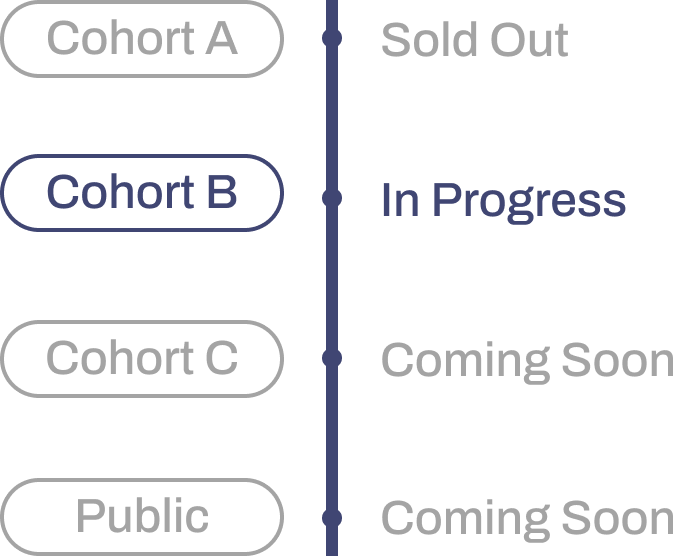 Cohort A Sold Out
Cohort B In Progress
Cohort C Coming Soon
Public Coming Soon